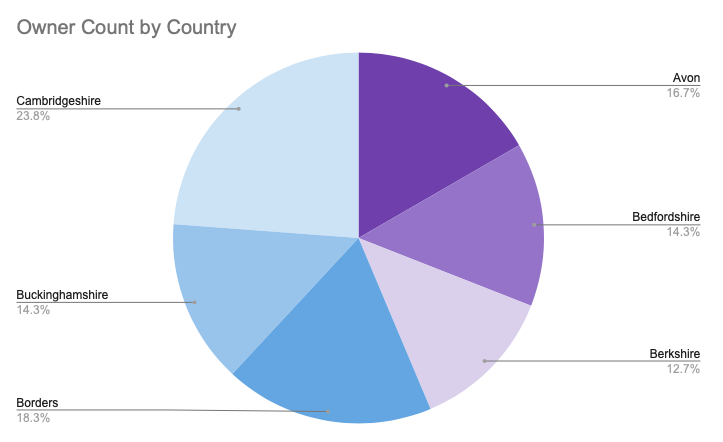 Owner Count by Country
Avon
16.7%
Bedfordshire
14.3%
Berkshire
12.7%
Borders
18.3%
Buckinghamshire
14.3%
Cambridgeshire
23.8%